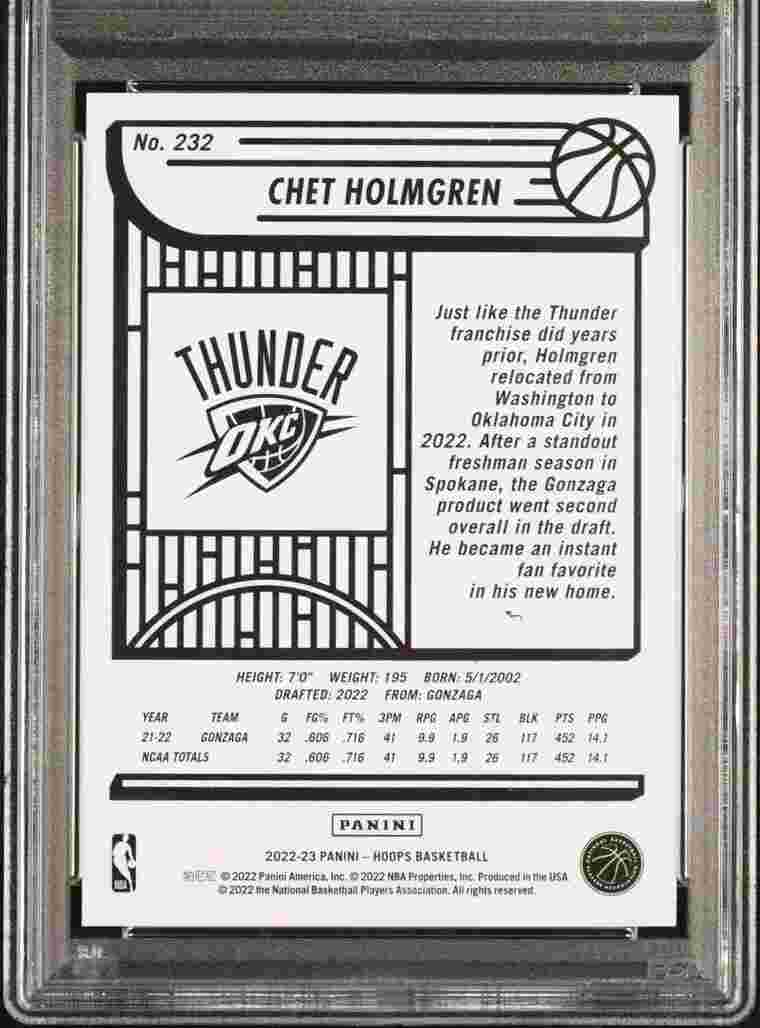 No. 232
CHET HOLMGREN
THUNDER
OKC
Just like the Thunder
franchise did years
prior, Holmgren
relocated from
Washington to
Oklahoma City in
2022. After a standout
freshman season in
Spokane, the Gonzaga
product went second
overall in the draft.
He became an instant
fan favorite
in his new home.
HEIGHT: 7'0" WEIGHT: 195 BORN: 5/1/2002
DRAFTED: 2022 FROM: GONZAGA
YEAR TEAM G FG% FT% 3PM RPG APG STL BLK PTS PPG
21-22 GONZAGA 32 .606 .716 41 9.9 1.9 26 117 452 14.1
NCAA TOTALS 32 .606 .716 41 9.9 1.9 26 117 452 14.1
PANINI
2022-23 PANINI – HOOPS BASKETBALL
© 2022 Panini America, Inc. © 2022 NBA Properties, Inc. Produced in the USA
© 2022 the National Basketball Players Association. All rights reserved.
NBA